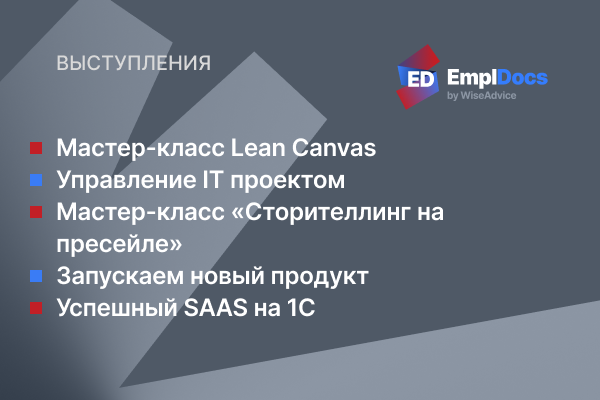 ВЫСТУПЛЕНИЯ
ED EmplDocs
by WiseAdvice
Мастер-класс Lean Canvas
Управление IT проектом
Мастер-класс «Сторителлинг на
пресейле»
Запускаем новый продукт
Успешный SAAS на 1С